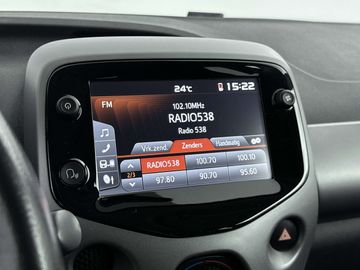 24°c 15:22
FM
102.10MHz
RADIO538
Radio 538
Vrk.zend. Zenders Handmatig
RADIO538 100.70 100.10
2/3
97.80 90.70 95.60